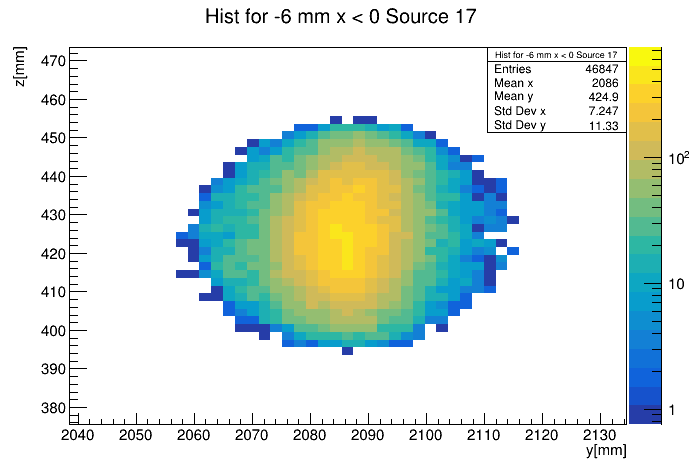 Hist for -6 mm x < 0 Source 17
z[mm]
470
460
450
440
430
420
410
400
390
380
2040 2050 2060 2070 2080 2090 2100 2110 2120 2130
y[mm]
Hist for -6 mm x < 0 Source 17
Entries 46847
Mean x 2086
Mean y 424.9
Std Dev x 7.247
Std Dev y 11.33
10²
10
1